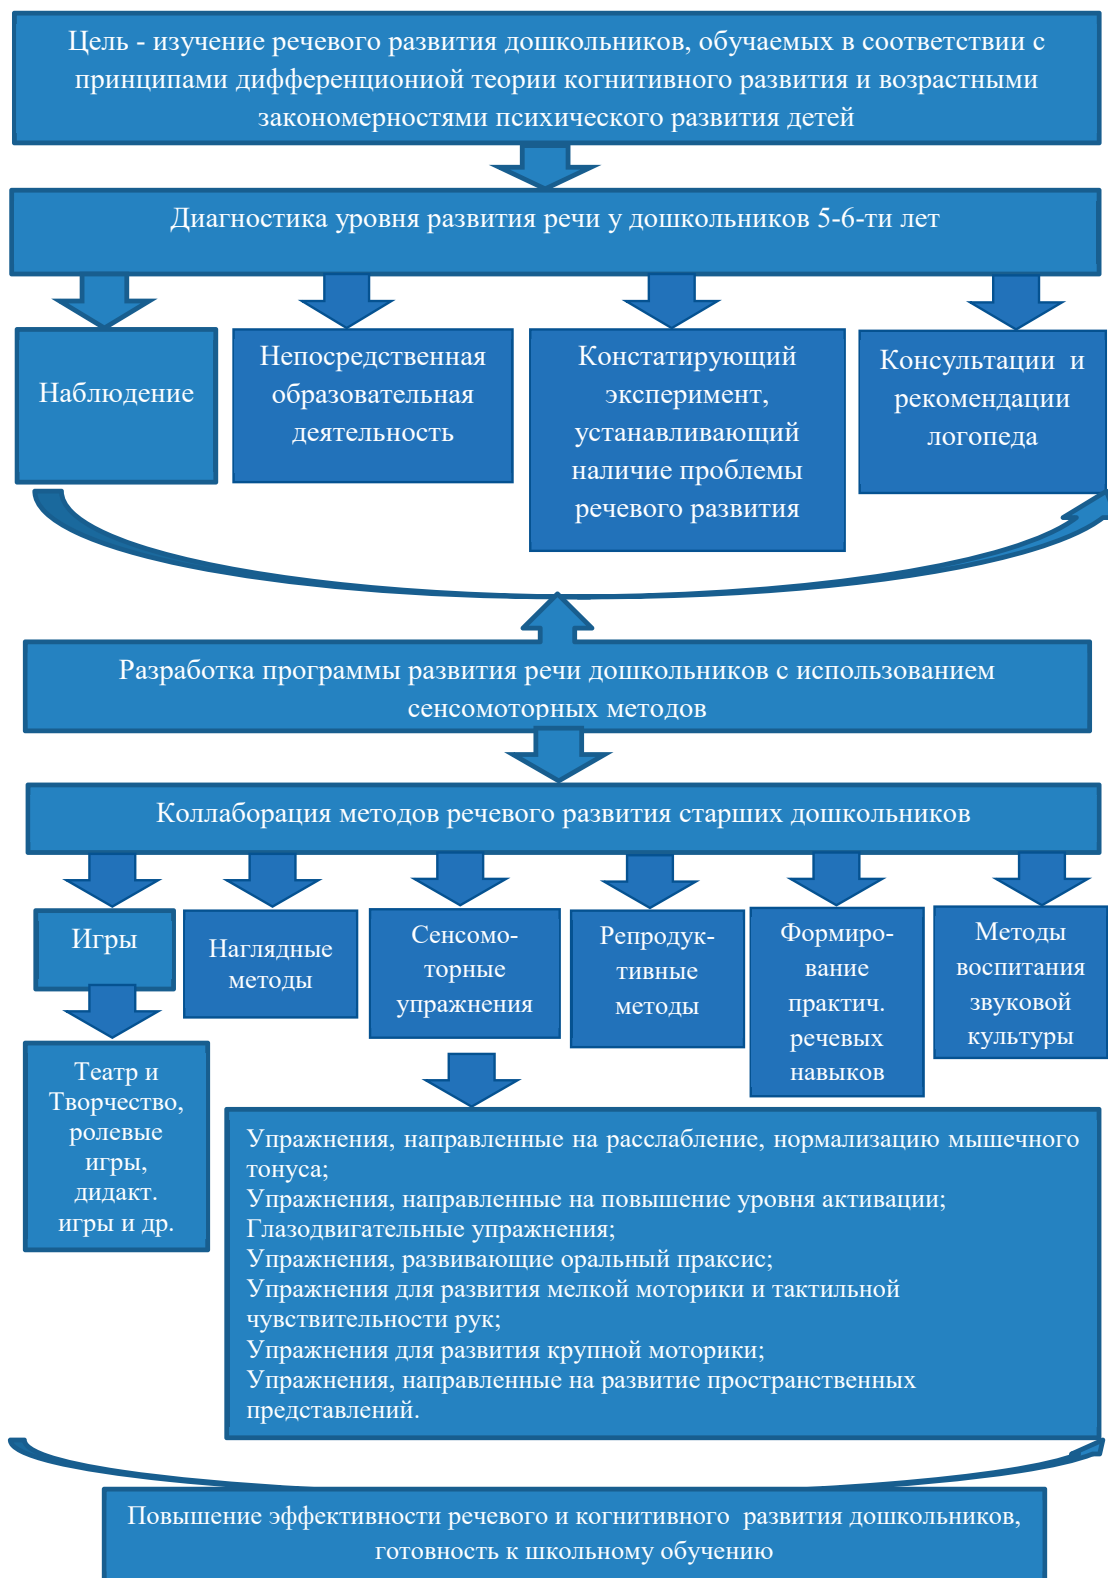 Цель - изучение речевого развития дошкольников, обучаемых в соответствии с
принципами дифференционой теории когнитивного развития и возрастными
закономерностями психического развития детей
Диагностика уровня развития речи у дошкольников 5-6-ти лет
Наблюдение
Непосредственная
образовательная
деятельность
Констатирующий
эксперимент,
устанавливающий
наличие проблемы
речевого развития
Консультации и
рекомендации
логопеда
Разработка программы развития речи дошкольников с использованием
сенсомоторных методов
Коллаборация методов речевого развития старших дошкольников
Игры
Наглядные
методы
Сенсомо-
торные
упражнения
Репродук-
тивные
методы
Формиро-
вание
практич.
речевых
навыков
Методы
воспитания
звуковой
культуры
Театр и
Творчество,
ролевые
игры,
дидакт.
игры и др.
Упражнения, направленные на расслабление, нормализацию мышечного
тонуса;
Упражнения, направленные на повышение уровня активации;
Глазодвигательные упражнения;
Упражнения, развивающие оральный праксис;
Упражнения для развития мелкой моторики и тактильной
чувствительности рук;
Упражнения для развития крупной моторики;
Упражнения, направленные на развитие пространственных
представлений.
Повышение эффективности речевого и когнитивного развития дошкольников,
готовность к школьному обучению